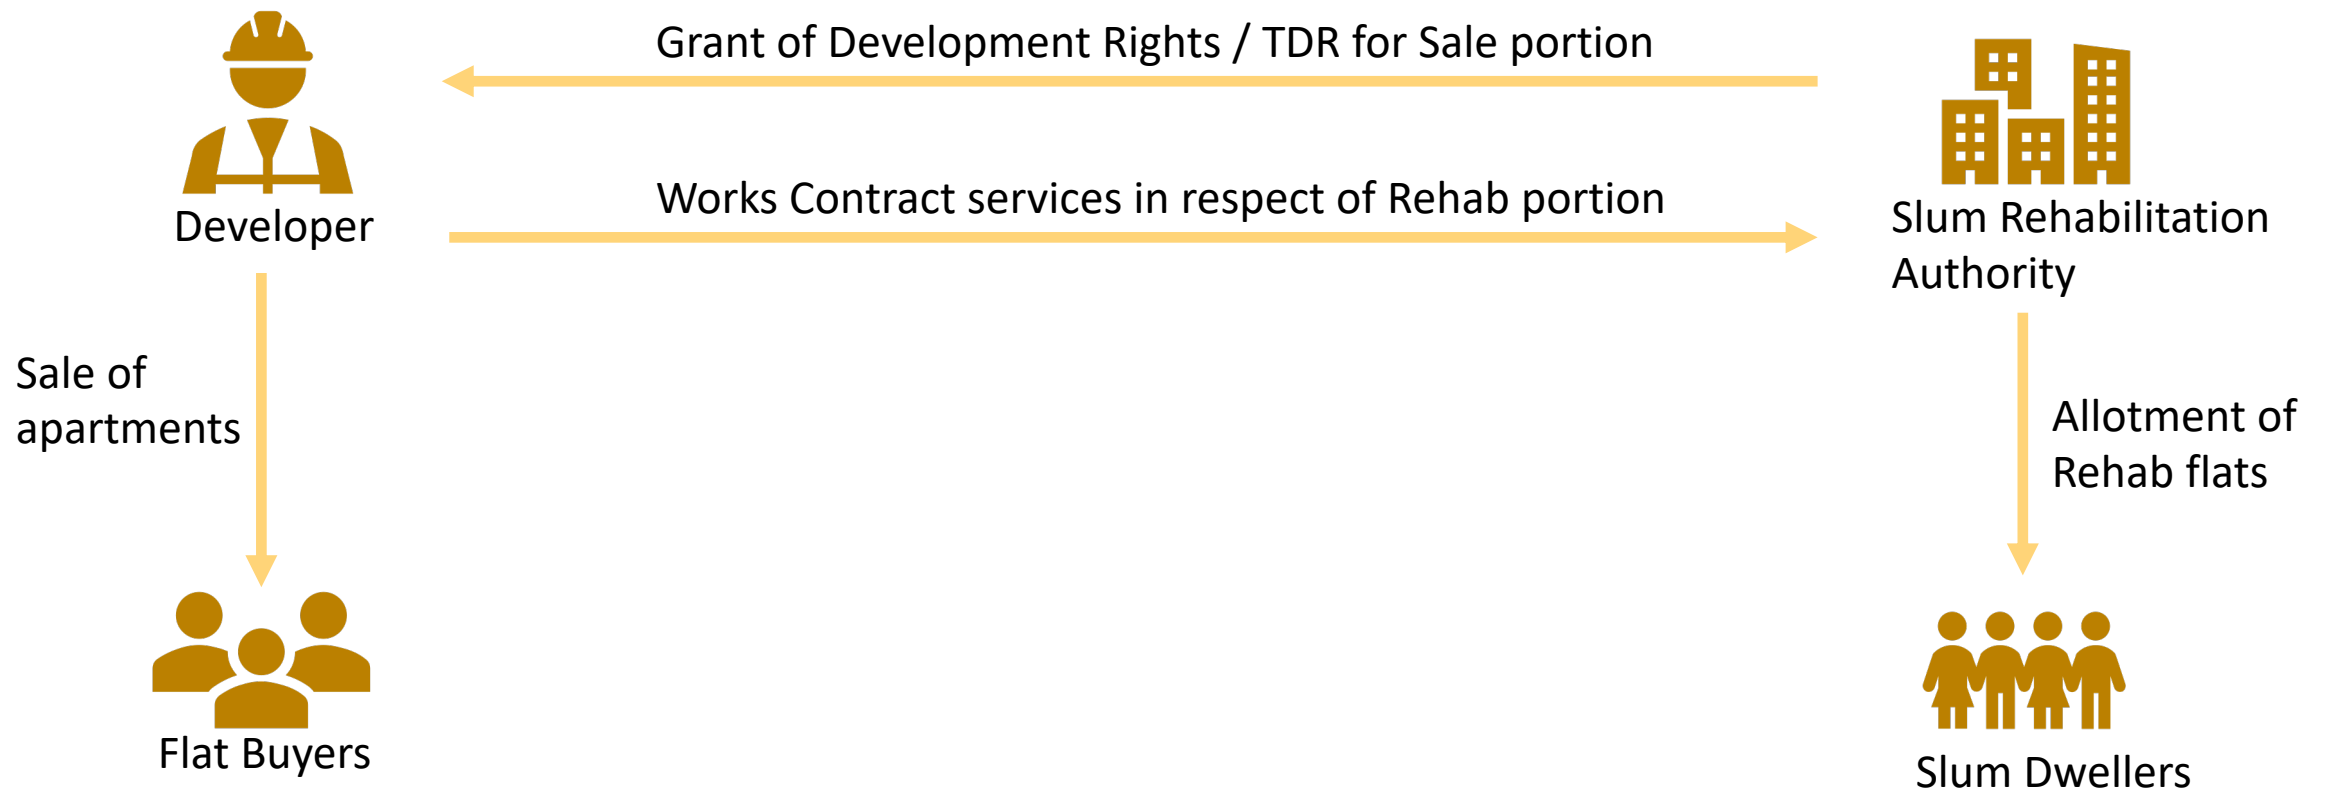 Grant of Development Rights / TDR for Sale portion
Works Contract services in respect of Rehab portion
Developer
Slum Rehabilitation
Authority
Sale of
apartments
Allotment of
Rehab flats
Flat Buyers
Slum Dwellers